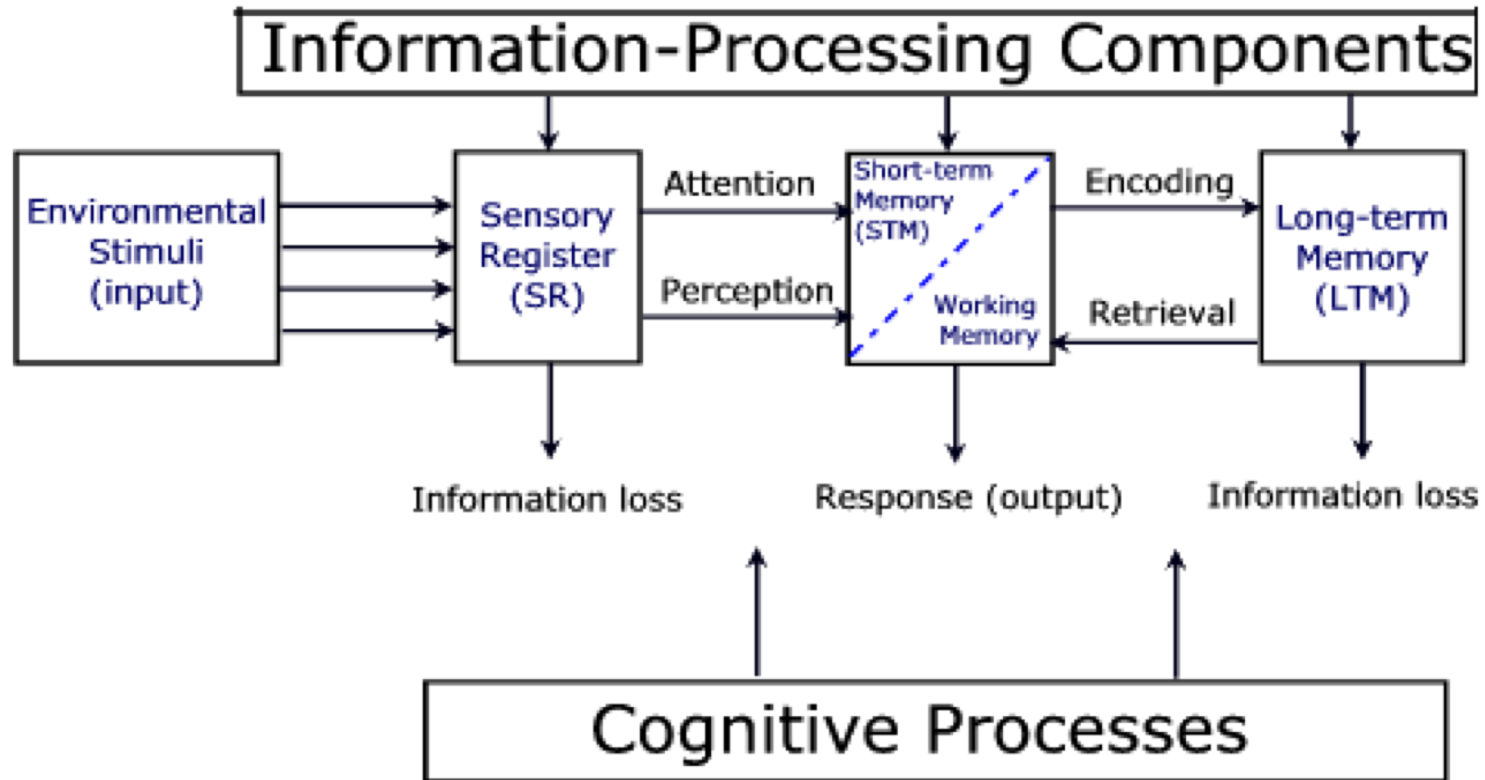 Information-Processing Components
Environmental
Stimuli
(input)
Sensory
Register
(SR)
Attention
Perception
Short-term
Memory
(STM)
Working
Memory
Encoding
Retrieval
Long-term
Memory
(LTM)
Information loss
Response (output)
Information loss
Cognitive Processes